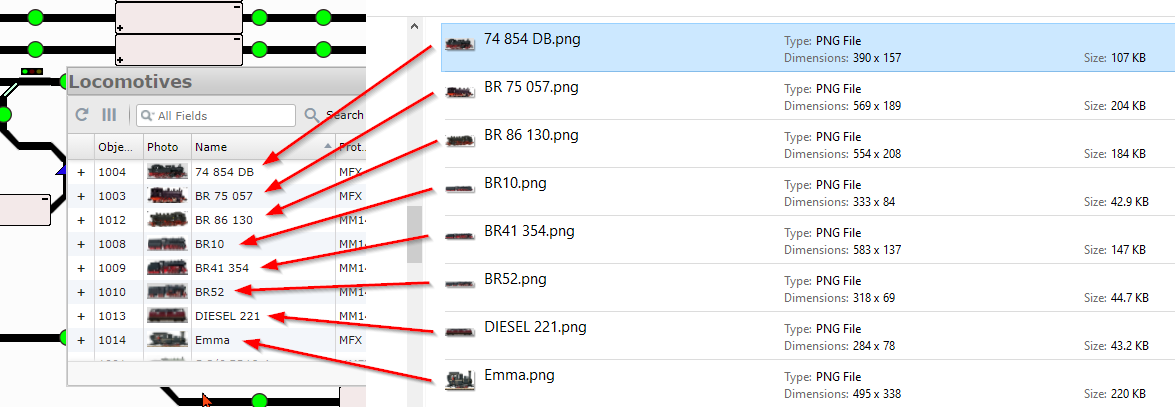 Locomotives
All Fields
Search
Obje... Photo Name Prot...
+ 1004 74 854 DB MFX
+ 1003 BR 75 057 MFX
+ 1012 BR 86 130 MM14
+ 1008 BR10 MM14
+ 1009 BR41 354 MM14
+ 1010 BR52 MM14
+ 1013 DIESEL 221 MM14
+ 1014 Emma MFX
74 854 DB.png
Type: PNG File
Dimensions: 390 x 157
Size: 107 KB
BR 75 057.png
Type: PNG File
Dimensions: 569 x 189
Size: 204 KB
BR 86 130.png
Type: PNG File
Dimensions: 554 x 208
Size: 184 KB
BR10.png
Type: PNG File
Dimensions: 333 x 84
Size: 42.9 KB
BR41 354.png
Type: PNG File
Dimensions: 583 x 137
Size: 147 KB
BR52.png
Type: PNG File
Dimensions: 318 x 69
Size: 44.7 KB
DIESEL 221.png
Type: PNG File
Dimensions: 284 x 78
Size: 43.2 KB
Emma.png
Type: PNG File
Dimensions: 495 x 338
Size: 220 KB